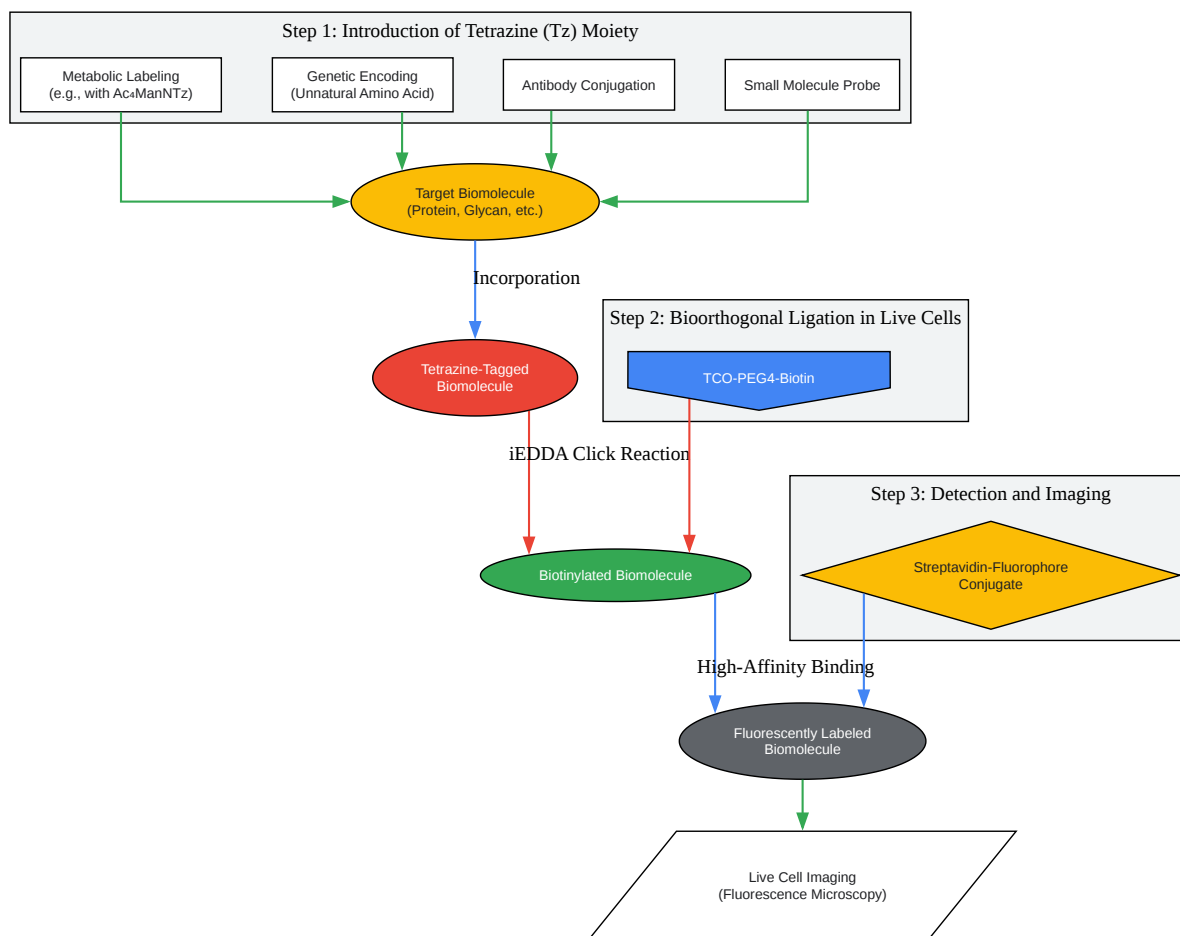 Step 1: Introduction of Tetrazine (Tz) Moiety
Metabolic Labeling
(e.g., with Ac₄ManNTz)
Genetic Encoding
(Unnatural Amino Acid)
Antibody Conjugation
Small Molecule Probe
Target Biomolecule
(Protein, Glycan, etc.)
Incorporation
Step 2: Bioorthogonal Ligation in Live Cells
Tetrazine-Tagged
Biomolecule
TCO-PEG4-Biotin
iEDDA Click Reaction
Step 3: Detection and Imaging
Biotinylated Biomolecule
Streptavidin-Fluorophore
Conjugate
High-Affinity Binding
Fluorescently Labeled
Biomolecule
Live Cell Imaging
(Fluorescence Microscopy)